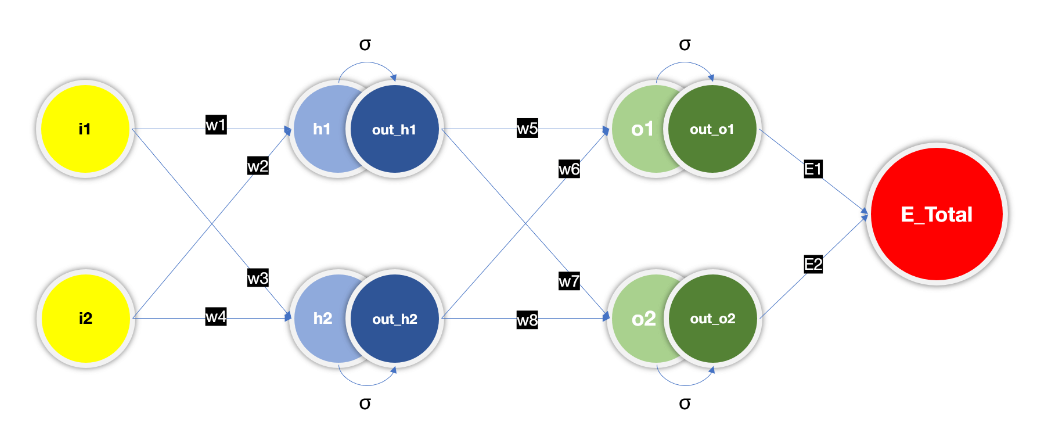 σ
σ
i1
w1
h1
out_h1
w5
o1
out_o1
w2
w6
E1
E_Total
w3
w7
E2
i2
w4
h2
out_h2
w8
o2
out_o2
σ
σ